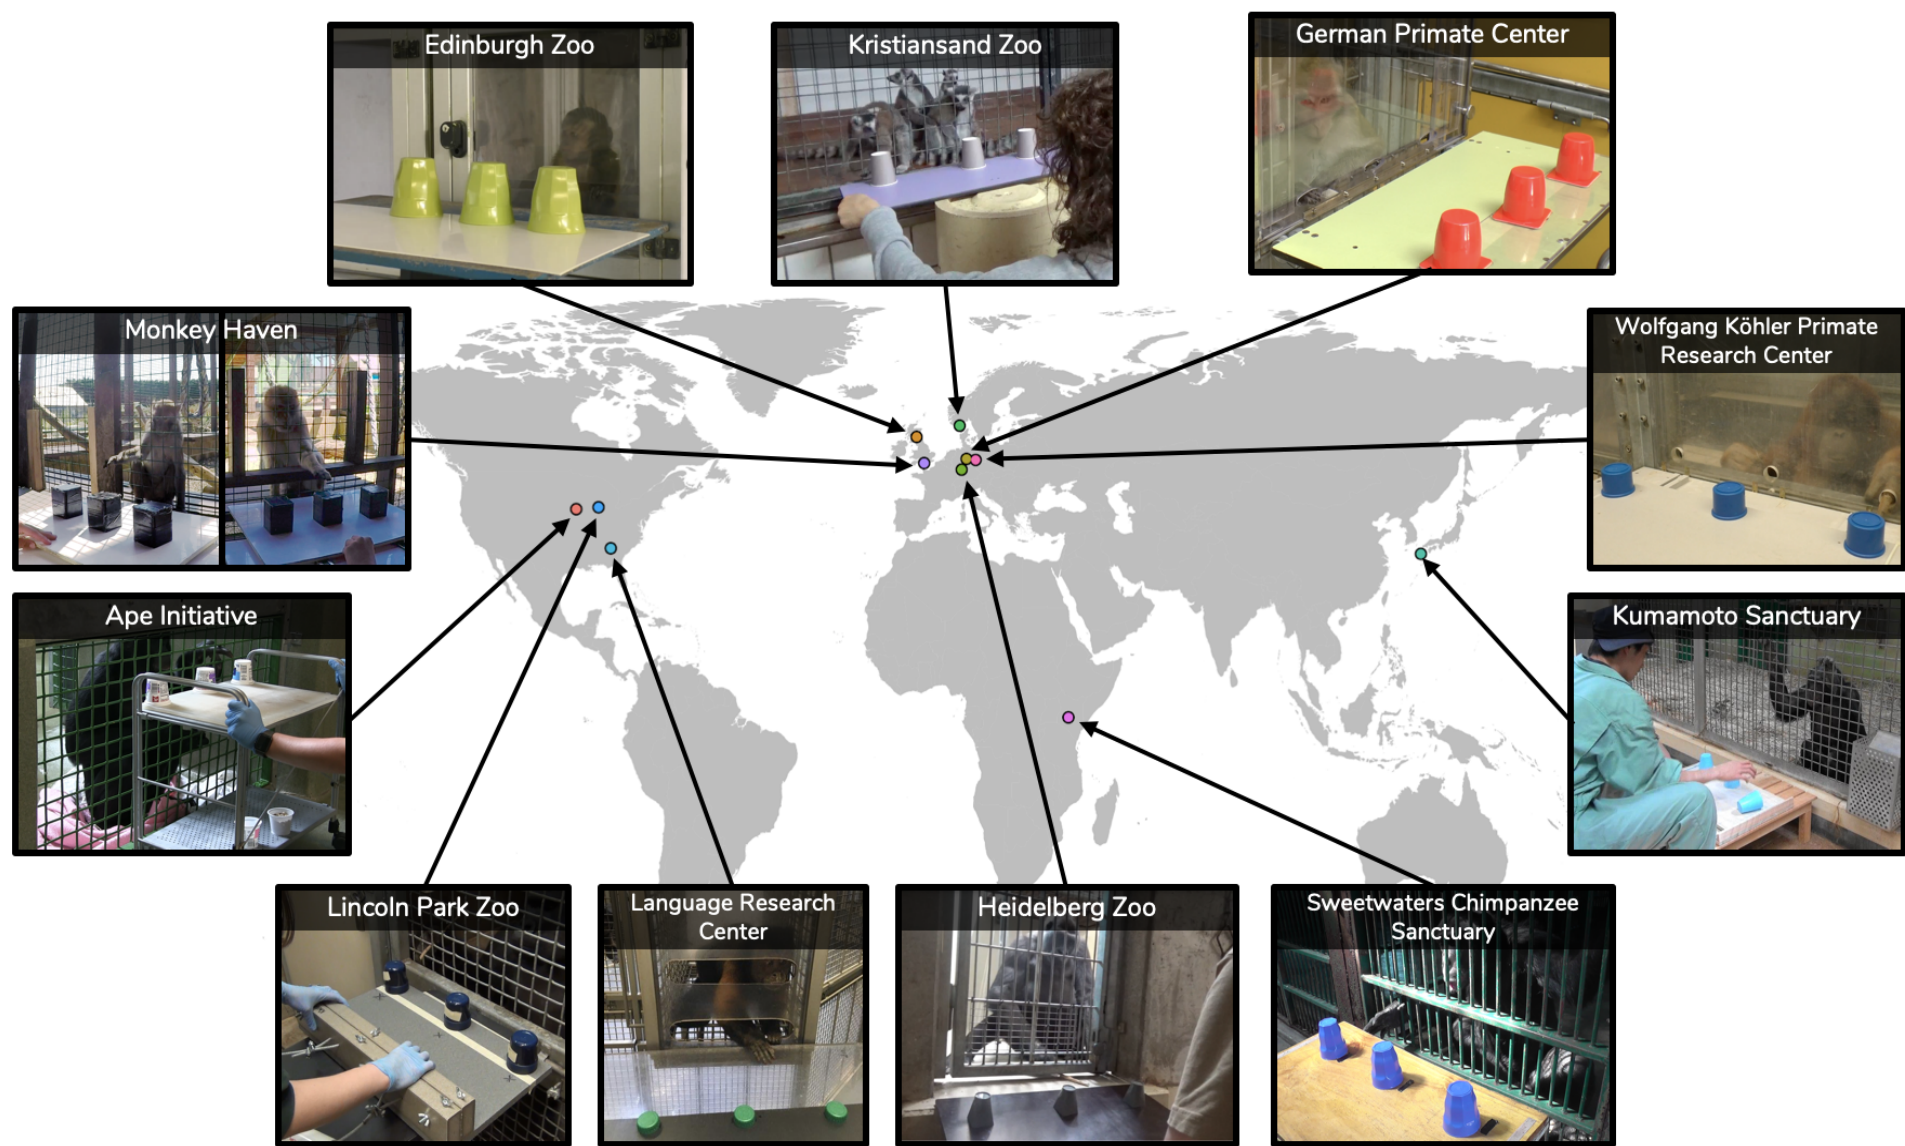 Edinburgh Zoo
Kristiansand Zoo
German Primate Center
Monkey Haven
Wolfgang Köhler Primate
Research Center
Ape Initiative
Kumamoto Sanctuary
Lincoln Park Zoo
Language Research
Center
Heidelberg Zoo
Sweetwaters Chimpanzee
Sanctuary